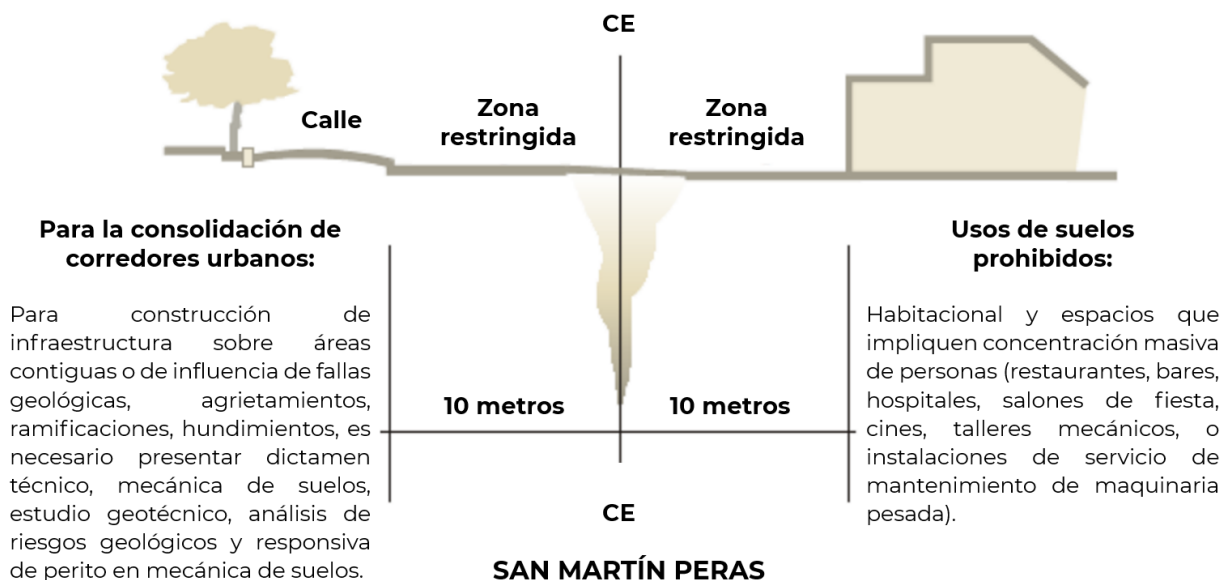 CE
Calle
Zona
restringida
Zona
restringida
Para la consolidación de
corredores urbanos:
Para construcción de
infraestructura sobre áreas
contiguas o de influencia de fallas
geológicas, agrietamientos,
ramificaciones, hundimientos, es
necesario presentar dictamen
técnico, mecánica de suelos,
estudio geotécnico, análisis de
riesgos geológicos y responsiva
de perito en mecánica de suelos.
10 metros
10 metros
Usos de suelos
prohibidos:
Habitacional y espacios que
impliquen concentración masiva
de personas (restaurantes, bares,
hospitales, salones de fiesta,
cines, talleres mecánicos, o
instalaciones de servicio de
mantenimiento de maquinaria
pesada).
CE
SAN MARTÍN PERAS